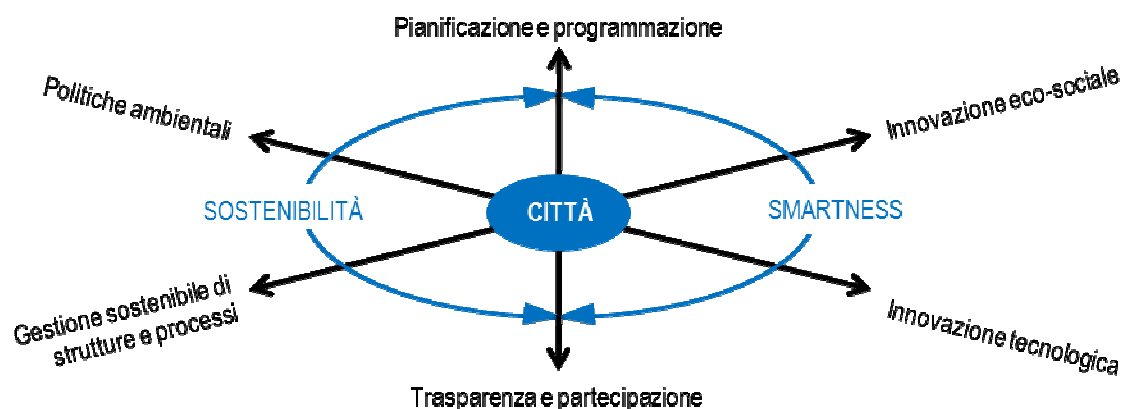 Pianificazione e programmazione
Politiche ambientali
Innovazione eco-sociale
SOSTENIBILITÀ
CITTÀ
SMARTNESS
Gestione sostenibile di
strutture e processi
Innovazione tecnologica
Trasparenza e partecipazione